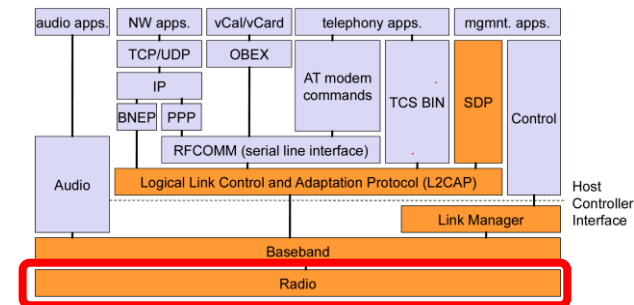 audio apps.
NW apps.
vCal/vCard
telephony apps.
mgmnt. apps.
TCP/UDP
OBEX
AT modem
commands
TCS BIN
SDP
Control
IP
BNEP
PPP
RFCOMM (serial line interface)
Audio
Logical Link Control and Adaptation Protocol (L2CAP)
Host
Controller
Interface
Link Manager
Baseband
Radio